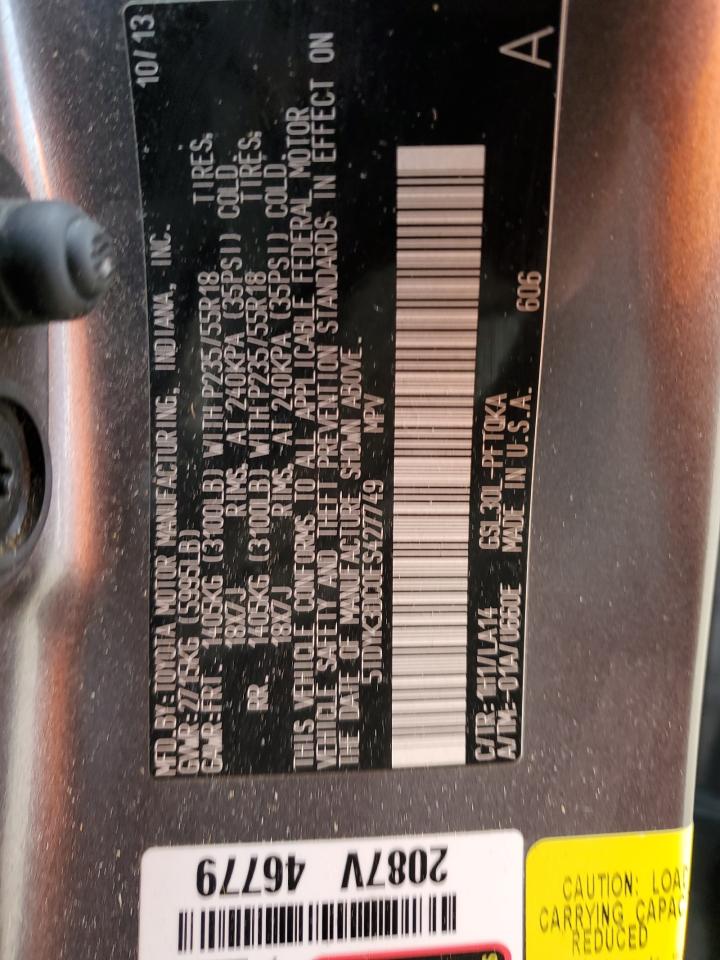 MFD BY: TOYOTA MOTOR MANUFACTURING, INDIANA, INC. 10/13
GVWR: 2715KG (5995LB)
GAWR: FRT. 1405KG (3100LB) WITH P235/55R18 TIRES,
18X7J RIMS, AT 240KPA (35PSI) COLD.
RR. 1405KG (3100LB) WITH P235/55R18 TIRES,
18X7J RIMS, AT 240KPA (35PSI) COLD.
THIS VEHICLE CONFORMS TO ALL APPLICABLE FEDERAL MOTOR
VEHICLE SAFETY AND THEFT PREVENTION STANDARDS IN EFFECT ON
THE DATE OF MANUFACTURE SHOWN ABOVE.
5TDYK3DC0ES427749 MPV
C/TR: 1H1/LA14 GSL30L-PFTQKA 606
A/TM: -01A/U660E MADE IN U.S.A. A
2087V 46779
CAUTION: LOAD
CARRYING CAPAC
REDUCED